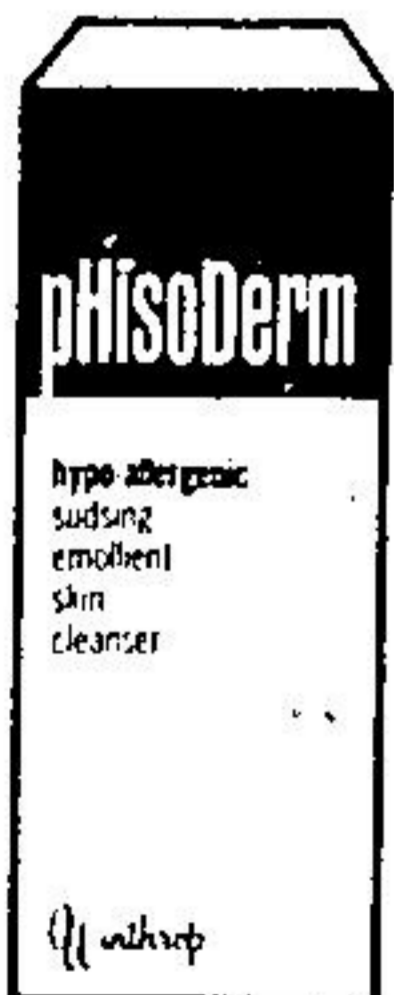 pHisoDerm
hypo-allergenic
sudsing
emollient
skin
cleanser
Winthrop